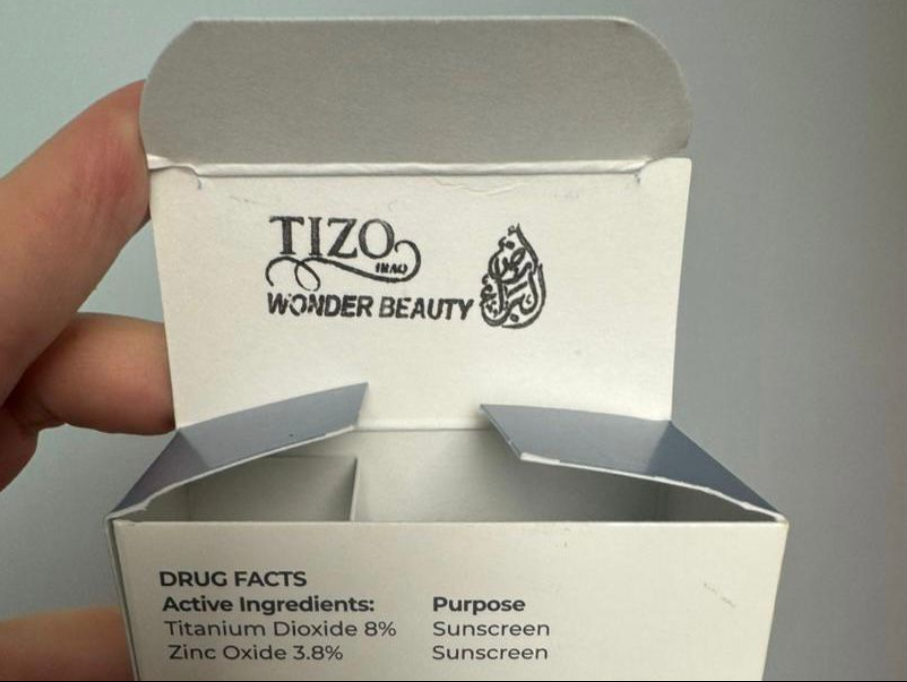 TIZO
IRAQ
WONDER BEAUTY
DRUG FACTS
Active Ingredients: Purpose
Titanium Dioxide 8% Sunscreen
Zinc Oxide 3.8% Sunscreen